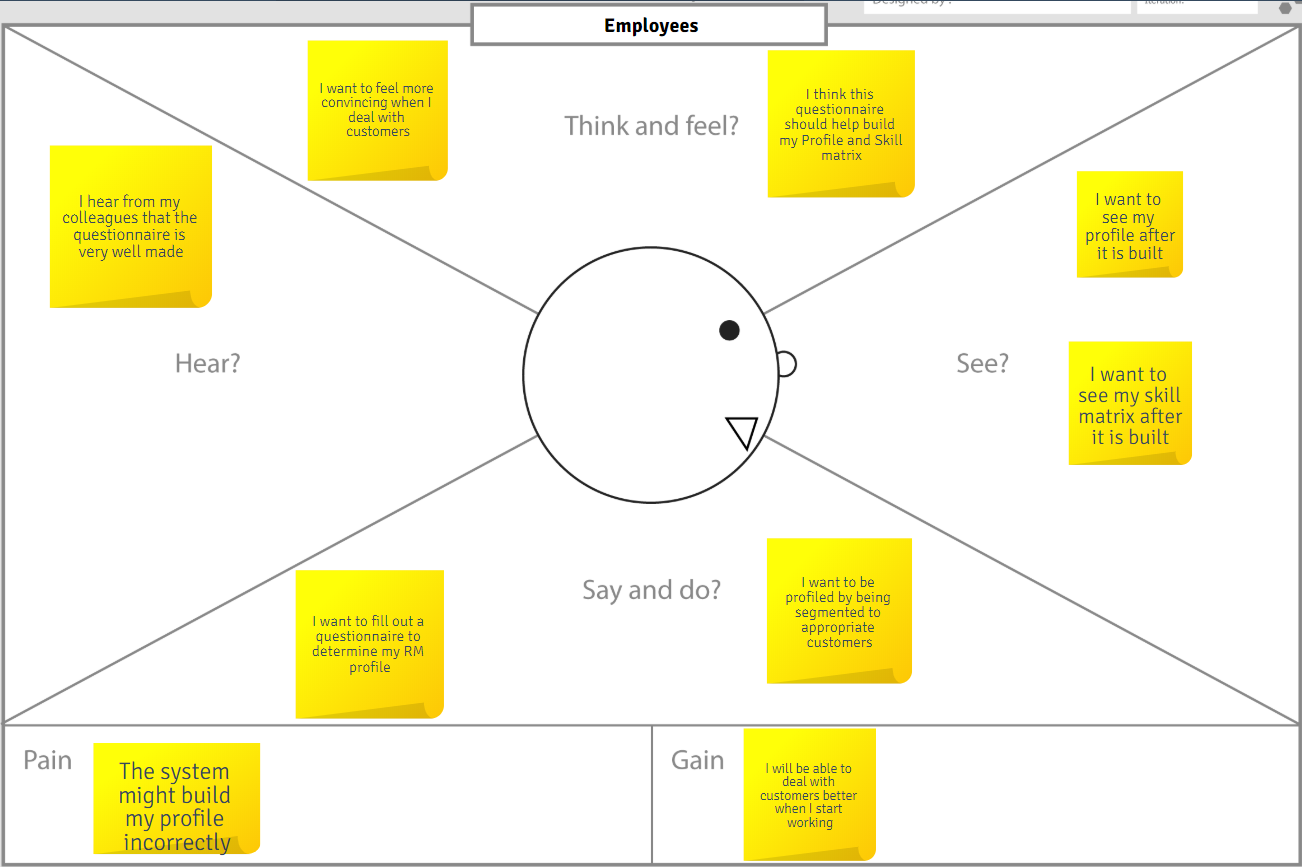 Designed by :
Iteration:
Employees
I want to feel more
convincing when I
deal with
customers
Think and feel?
I think this
questionnaire
should help build
my Profile and Skill
matrix
I hear from my
colleagues that the
questionnaire is
very well made
I want to
see my
profile after
it is built
Hear?
See?
I want to
see my skill
matrix after
it is built
Say and do?
I want to fill out a
questionnaire to
determine my RM
profile
I want to be
profiled by being
segmented to
appropriate
customers
Pain
The system
might build
my profile
incorrectly
Gain
I will be able to
deal with
customers better
when I start
working